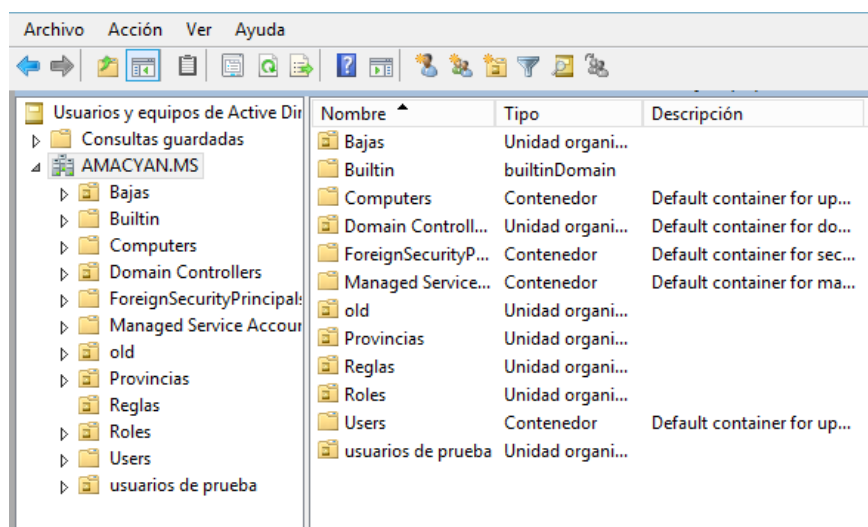 Archivo Acción Ver Ayuda
Usuarios y equipos de Active Dir
Consultas guardadas
AMACYAN.MS
Bajas
Builtin
Computers
Domain Controllers
ForeignSecurityPrincipals
Managed Service Accour
old
Provincias
Reglas
Roles
Users
usuarios de prueba
Nombre Tipo Descripción
Bajas Unidad organi...
Builtin builtinDomain
Computers Contenedor Default container for up...
Domain Controll... Unidad organi... Default container for do...
ForeignSecurityP... Contenedor Default container for sec...
Managed Service... Contenedor Default container for ma...
old Unidad organi...
Provincias Unidad organi...
Reglas Unidad organi...
Roles Unidad organi...
Users Contenedor Default container for up...
usuarios de prueba Unidad organi...